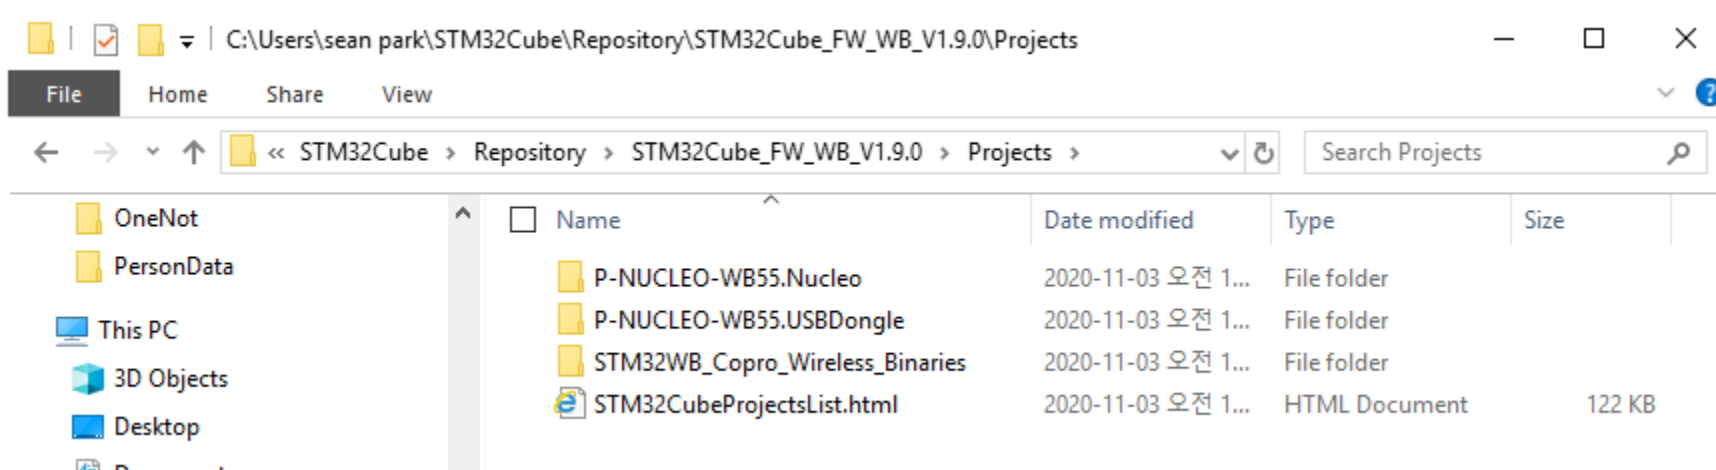 C:\Users\sean park\STM32Cube\Repository\STM32Cube_FW_WB_V1.9.0\Projects
File Home Share View
« STM32Cube > Repository > STM32Cube_FW_WB_V1.9.0 > Projects > Search Projects
OneNot
PersonData
This PC
3D Objects
Desktop
Name Date modified Type Size
P-NUCLEO-WB55.Nucleo 2020-11-03 오전 1... File folder
P-NUCLEO-WB55.USBDongle 2020-11-03 오전 1... File folder
STM32WB_Copro_Wireless_Binaries 2020-11-03 오전 1... File folder
STM32CubeProjectsList.html 2020-11-03 오전 1... HTML Document 122 KB